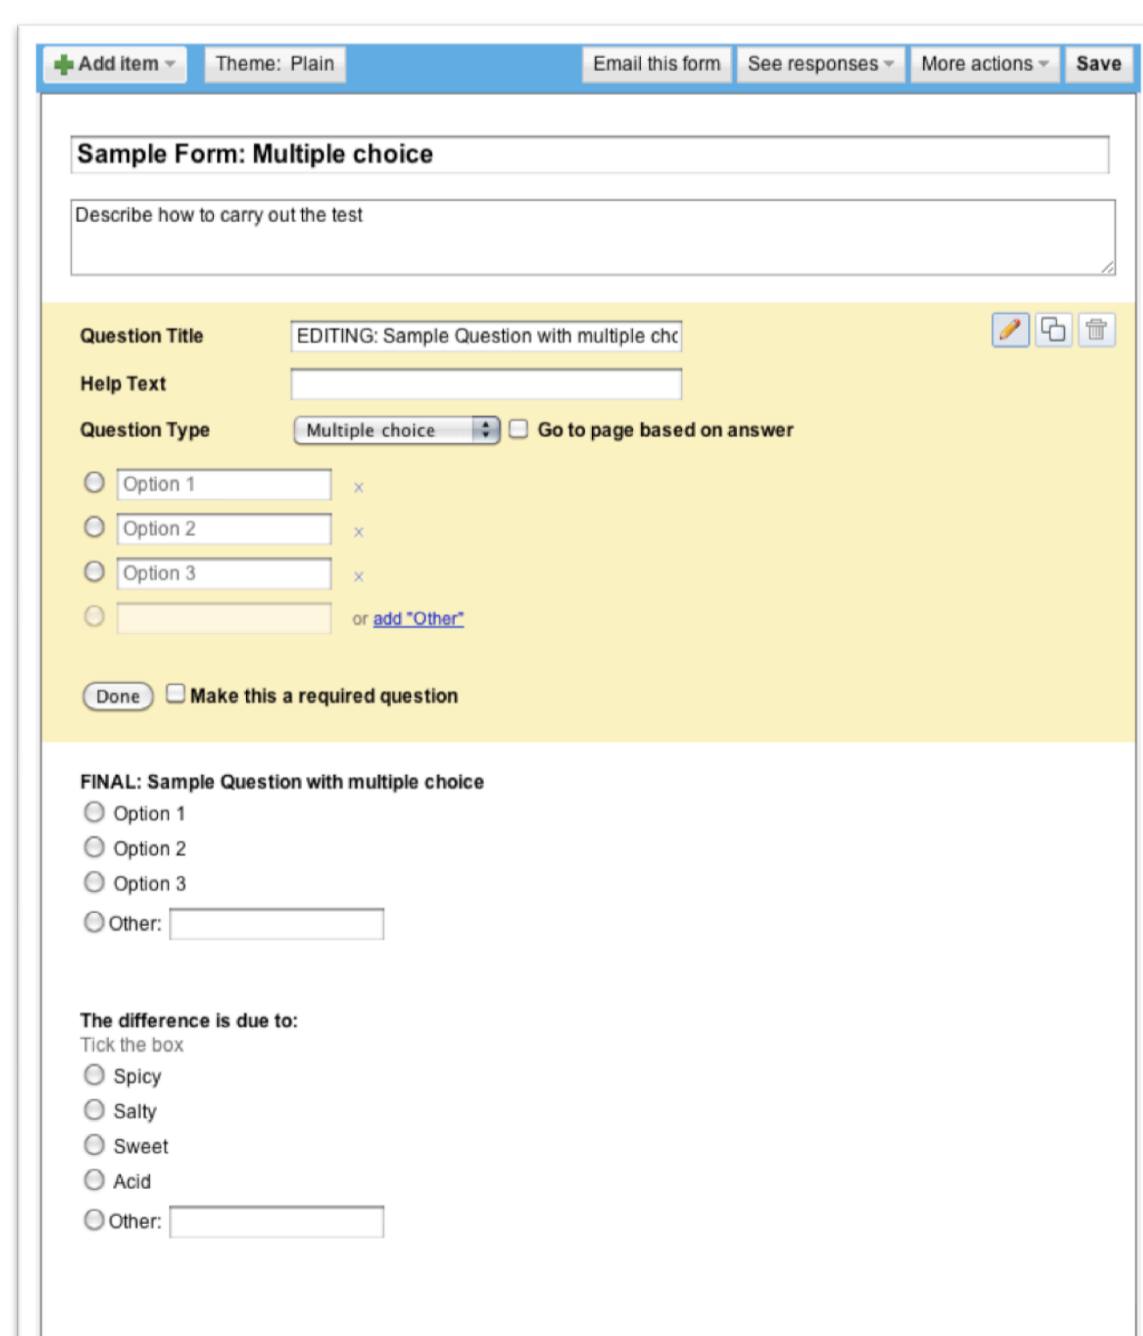 Add item Theme: Plain Email this form See responses More actions Save
Sample Form: Multiple choice
Describe how to carry out the test
Question Title EDITING: Sample Question with multiple chc
Help Text
Question Type Multiple choice Go to page based on answer
Option 1 x
Option 2 x
Option 3 x
or add "Other"
Done Make this a required question
FINAL: Sample Question with multiple choice
Option 1
Option 2
Option 3
Other:
The difference is due to:
Tick the box
Spicy
Salty
Sweet
Acid
Other: